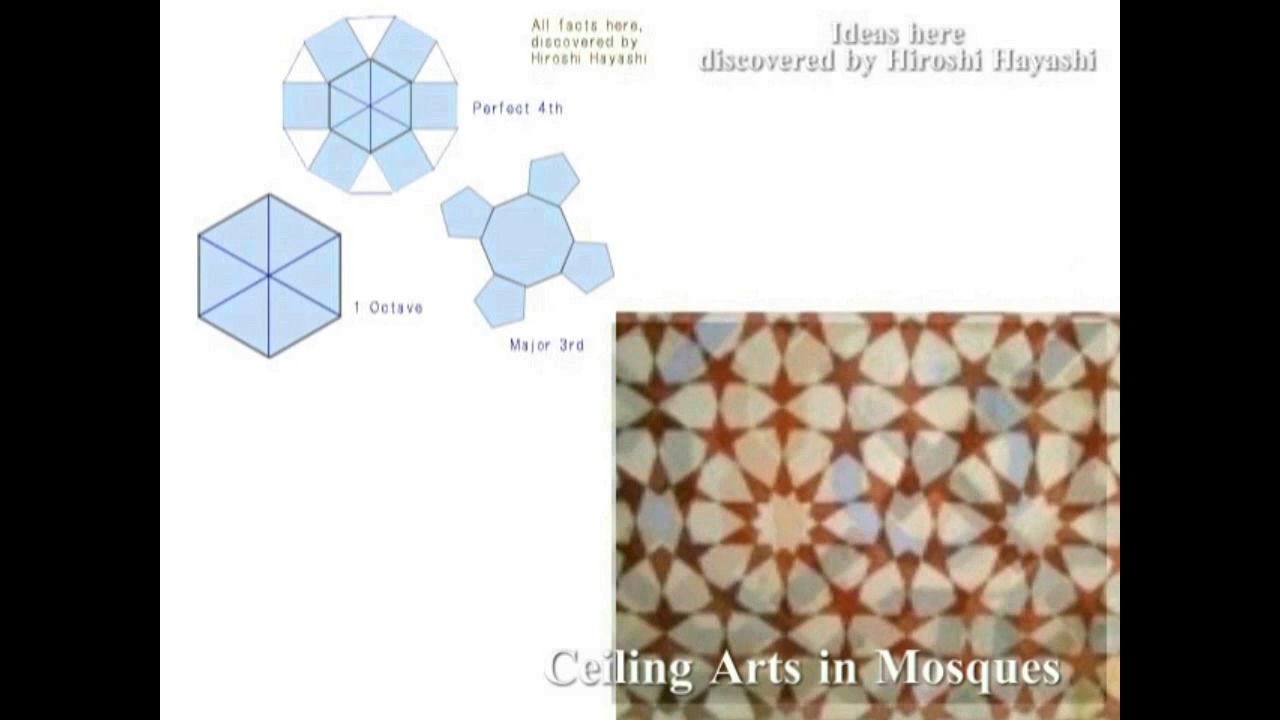 All facts here,
discovered by
Hiroshi Hayashi
Ideas here
discovered by Hiroshi Hayashi
Perfect 4th
1 Octave
Major 3rd
Ceiling Arts in Mosques